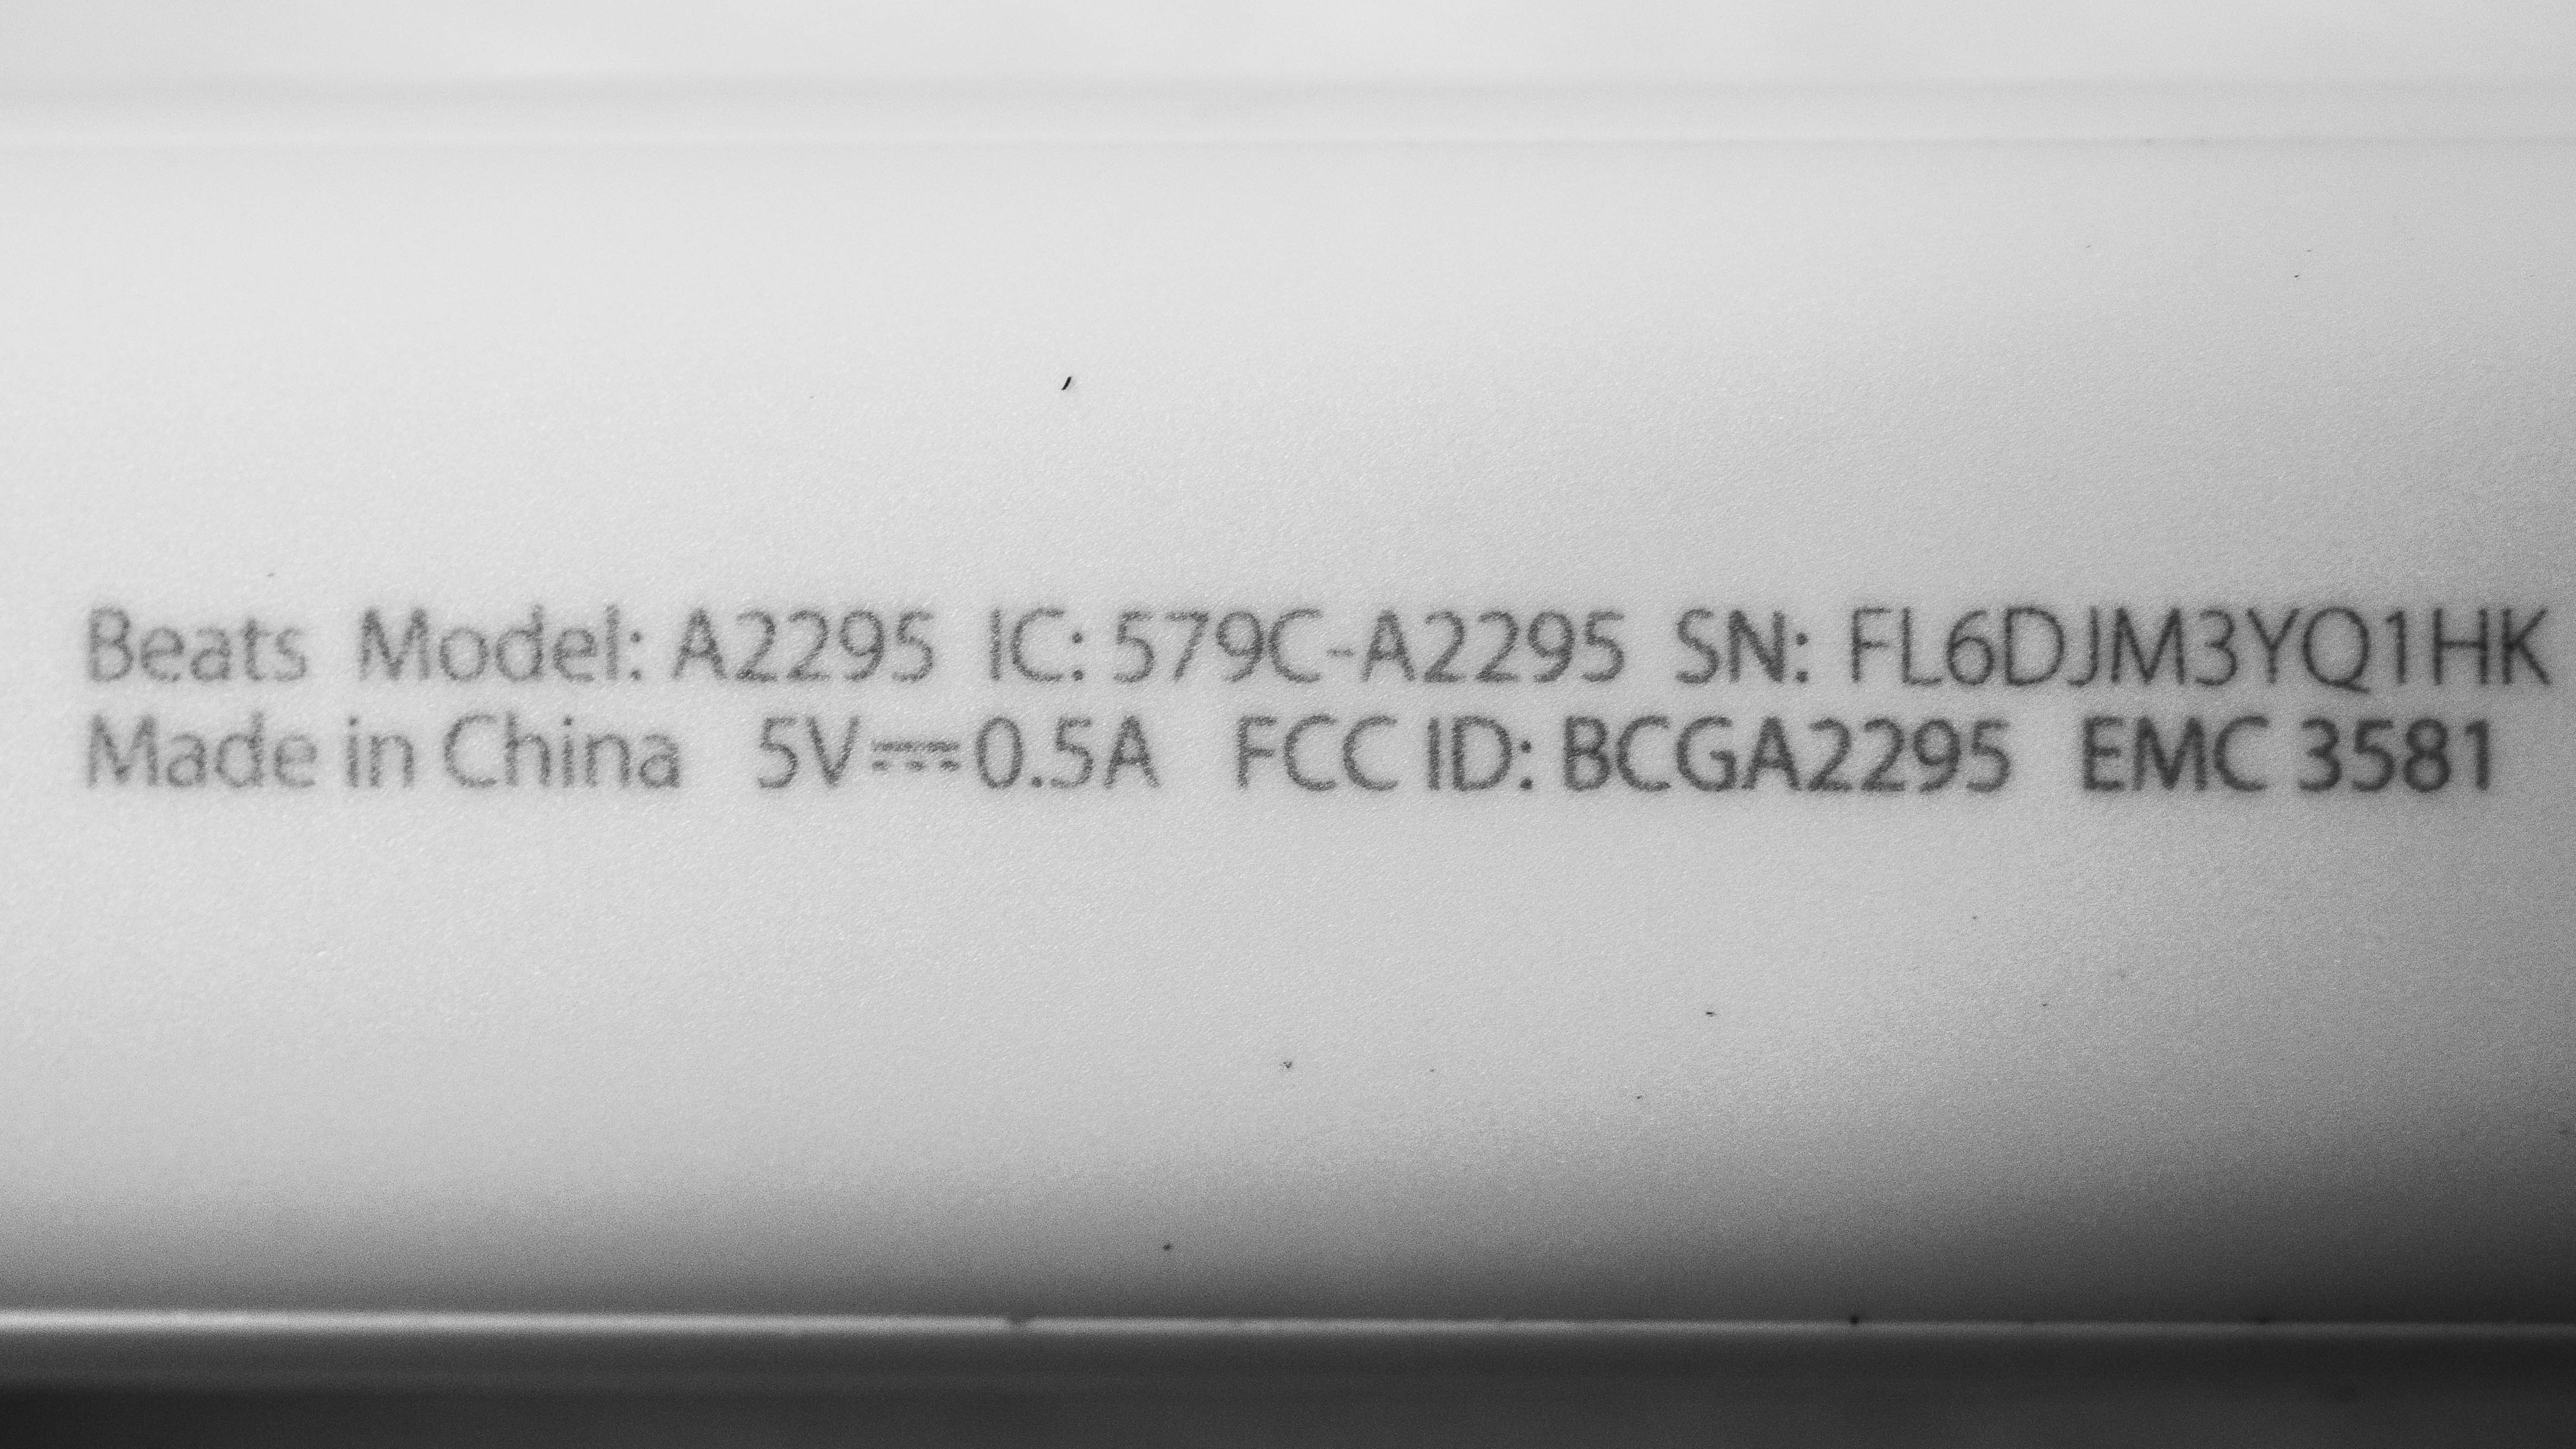 Beats Model: A2295 IC: 579C-A2295 SN: FL6DJM3YQ1HK
Made in China 5V⎓0.5A FCC ID: BCGA2295 EMC 3581